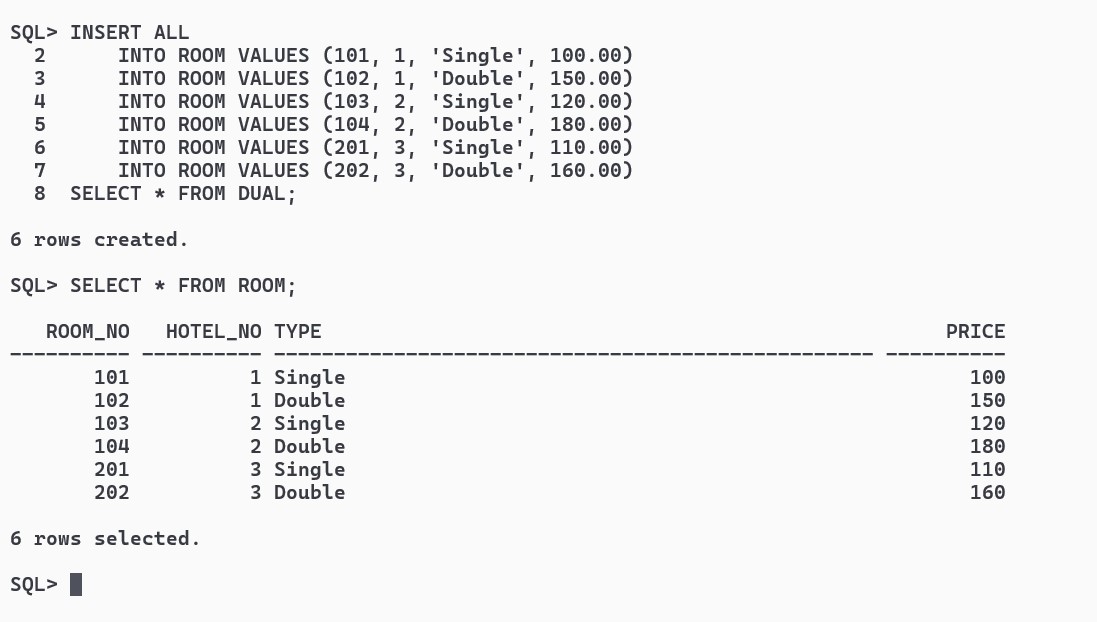 SQL> INSERT ALL
  2      INTO ROOM VALUES (101, 1, 'Single', 100.00)
  3      INTO ROOM VALUES (102, 1, 'Double', 150.00)
  4      INTO ROOM VALUES (103, 2, 'Single', 120.00)
  5      INTO ROOM VALUES (104, 2, 'Double', 180.00)
  6      INTO ROOM VALUES (201, 3, 'Single', 110.00)
  7      INTO ROOM VALUES (202, 3, 'Double', 160.00)
  8  SELECT * FROM DUAL;
6 rows created.
SQL> SELECT * FROM ROOM;
   ROOM_NO   HOTEL_NO TYPE                                                    PRICE
---------- ---------- -------------------------------------------------- ----------
       101          1 Single                                                    100
       102          1 Double                                                    150
       103          2 Single                                                    120
       104          2 Double                                                    180
       201          3 Single                                                    110
       202          3 Double                                                    160
6 rows selected.
SQL>